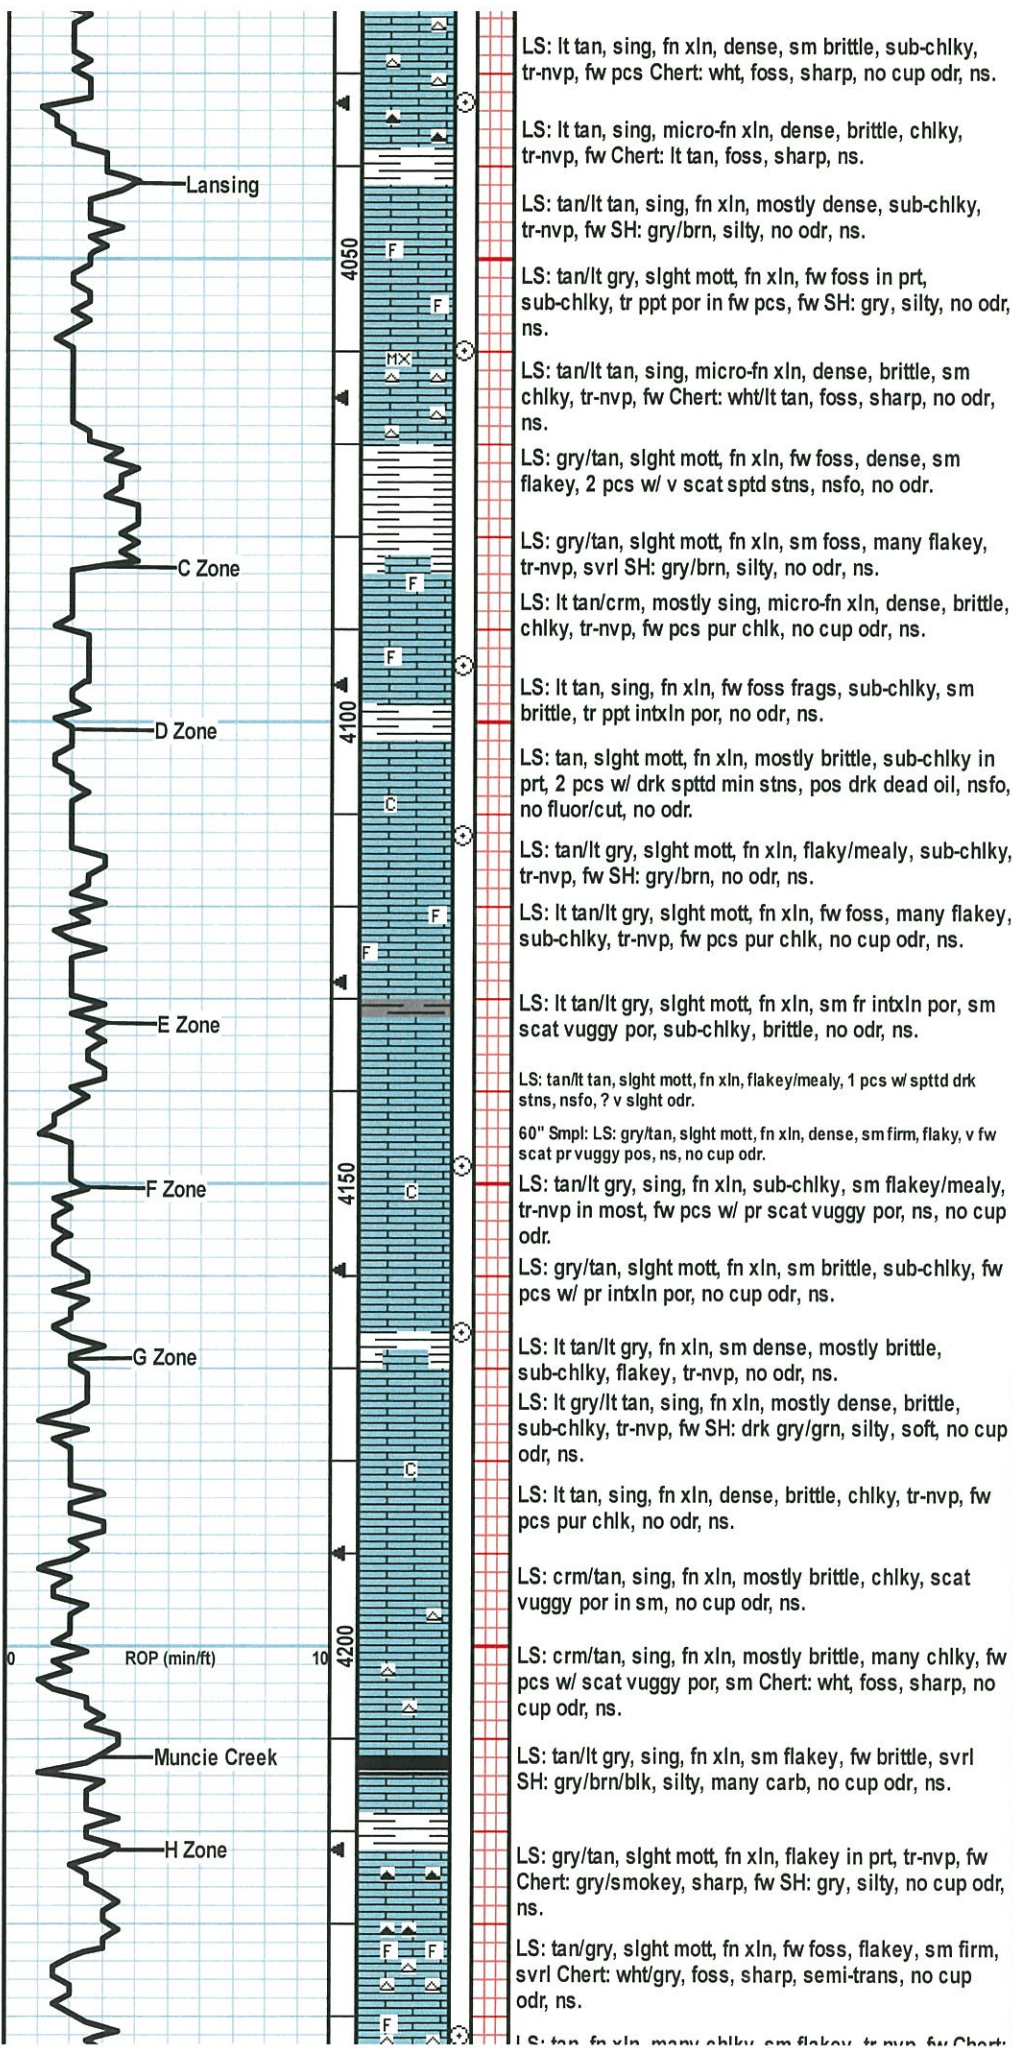 LS: lt tan, sing, fn xln, dense, sm brittle, sub-chlky,
tr-nvp, fw pcs Chert: wht, foss, sharp, no cup odr, ns.
LS: lt tan, sing, micro-fn xln, dense, brittle, chlky,
tr-nvp, fw Chert: lt tan, foss, sharp, ns.
Lansing
LS: tan/lt tan, sing, fn xln, mostly dense, sub-chlky,
tr-nvp, fw SH: gry/brn, silty, no odr, ns.
4050
F
LS: tan/lt gry, slght mott, fn xln, fw foss in prt,
sub-chlky, tr ppt por in fw pcs, fw SH: gry, silty, no odr,
ns.
F
MX
LS: tan/lt tan, sing, micro-fn xln, dense, brittle, sm
chlky, tr-nvp, fw Chert: wht/lt tan, foss, sharp, no odr,
ns.
LS: gry/tan, slght mott, fn xln, fw foss, dense, sm
flakey, 2 pcs w/ v scat sptd stns, nsfo, no odr.
LS: gry/tan, slght mott, fn xln, sm foss, many flakey,
tr-nvp, svrl SH: gry/brn, silty, no odr, ns.
C Zone
F
LS: lt tan/crm, mostly sing, micro-fn xln, dense, brittle,
chlky, tr-nvp, fw pcs pur chlk, no cup odr, ns.
F
LS: lt tan, sing, fn xln, fw foss frags, sub-chlky, sm
brittle, tr ppt intxln por, no odr, ns.
4100
D Zone
LS: tan, slght mott, fn xln, mostly brittle, sub-chlky in
prt, 2 pcs w/ drk spttd min stns, pos drk dead oil, nsfo,
no fluor/cut, no odr.
C
LS: tan/lt gry, slght mott, fn xln, flaky/mealy, sub-chlky,
tr-nvp, fw SH: gry/brn, no odr, ns.
F
LS: lt tan/lt gry, slght mott, fn xln, fw foss, many flakey,
sub-chlky, tr-nvp, fw pcs pur chlk, no cup odr, ns.
F
LS: lt tan/lt gry, slght mott, fn xln, sm fr intxln por, sm
scat vuggy por, sub-chlky, brittle, no odr, ns.
E Zone
LS: tan/lt tan, slght mott, fn xln, flakey/mealy, 1 pcs w/ spttd drk
stns, nsfo, ? v slght odr.
60" Smpl: LS: gry/tan, slght mott, fn xln, dense, sm firm, flaky, v fw
scat pr vuggy pos, ns, no cup odr.
F Zone
4150
C
LS: tan/lt gry, sing, fn xln, sub-chlky, sm flakey/mealy,
tr-nvp in most, fw pcs w/ pr scat vuggy por, ns, no cup
odr.
LS: gry/tan, slght mott, fn xln, sm brittle, sub-chlky, fw
pcs w/ pr intxln por, no cup odr, ns.
G Zone
LS: lt tan/lt gry, fn xln, sm dense, mostly brittle,
sub-chlky, flakey, tr-nvp, no odr, ns.
LS: lt gry/lt tan, sing, fn xln, mostly dense, brittle,
sub-chlky, tr-nvp, fw SH: drk gry/grn, silty, soft, no cup
odr, ns.
C
LS: lt tan, sing, fn xln, dense, brittle, chlky, tr-nvp, fw
pcs pur chlk, no odr, ns.
LS: crm/tan, sing, fn xln, mostly brittle, chlky, scat
vuggy por in sm, no cup odr, ns.
0 ROP (min/ft) 10
4200
LS: crm/tan, sing, fn xln, mostly brittle, many chlky, fw
pcs w/ scat vuggy por, sm Chert: wht, foss, sharp, no
cup odr, ns.
Muncie Creek
LS: tan/lt gry, sing, fn xln, sm flakey, fw brittle, svrl
SH: gry/brn/blk, silty, many carb, no cup odr, ns.
H Zone
LS: gry/tan, slght mott, fn xln, flakey in prt, tr-nvp, fw
Chert: gry/smokey, sharp, fw SH: gry, silty, no cup odr,
ns.
F F
LS: tan/gry, slght mott, fn xln, fw foss, flakey, sm firm,
svrl Chert: wht/gry, foss, sharp, semi-trans, no cup
odr, ns.
F
LS: tan, fn xln, many chlky, sm flakey, tr-nvp, fw Chert: